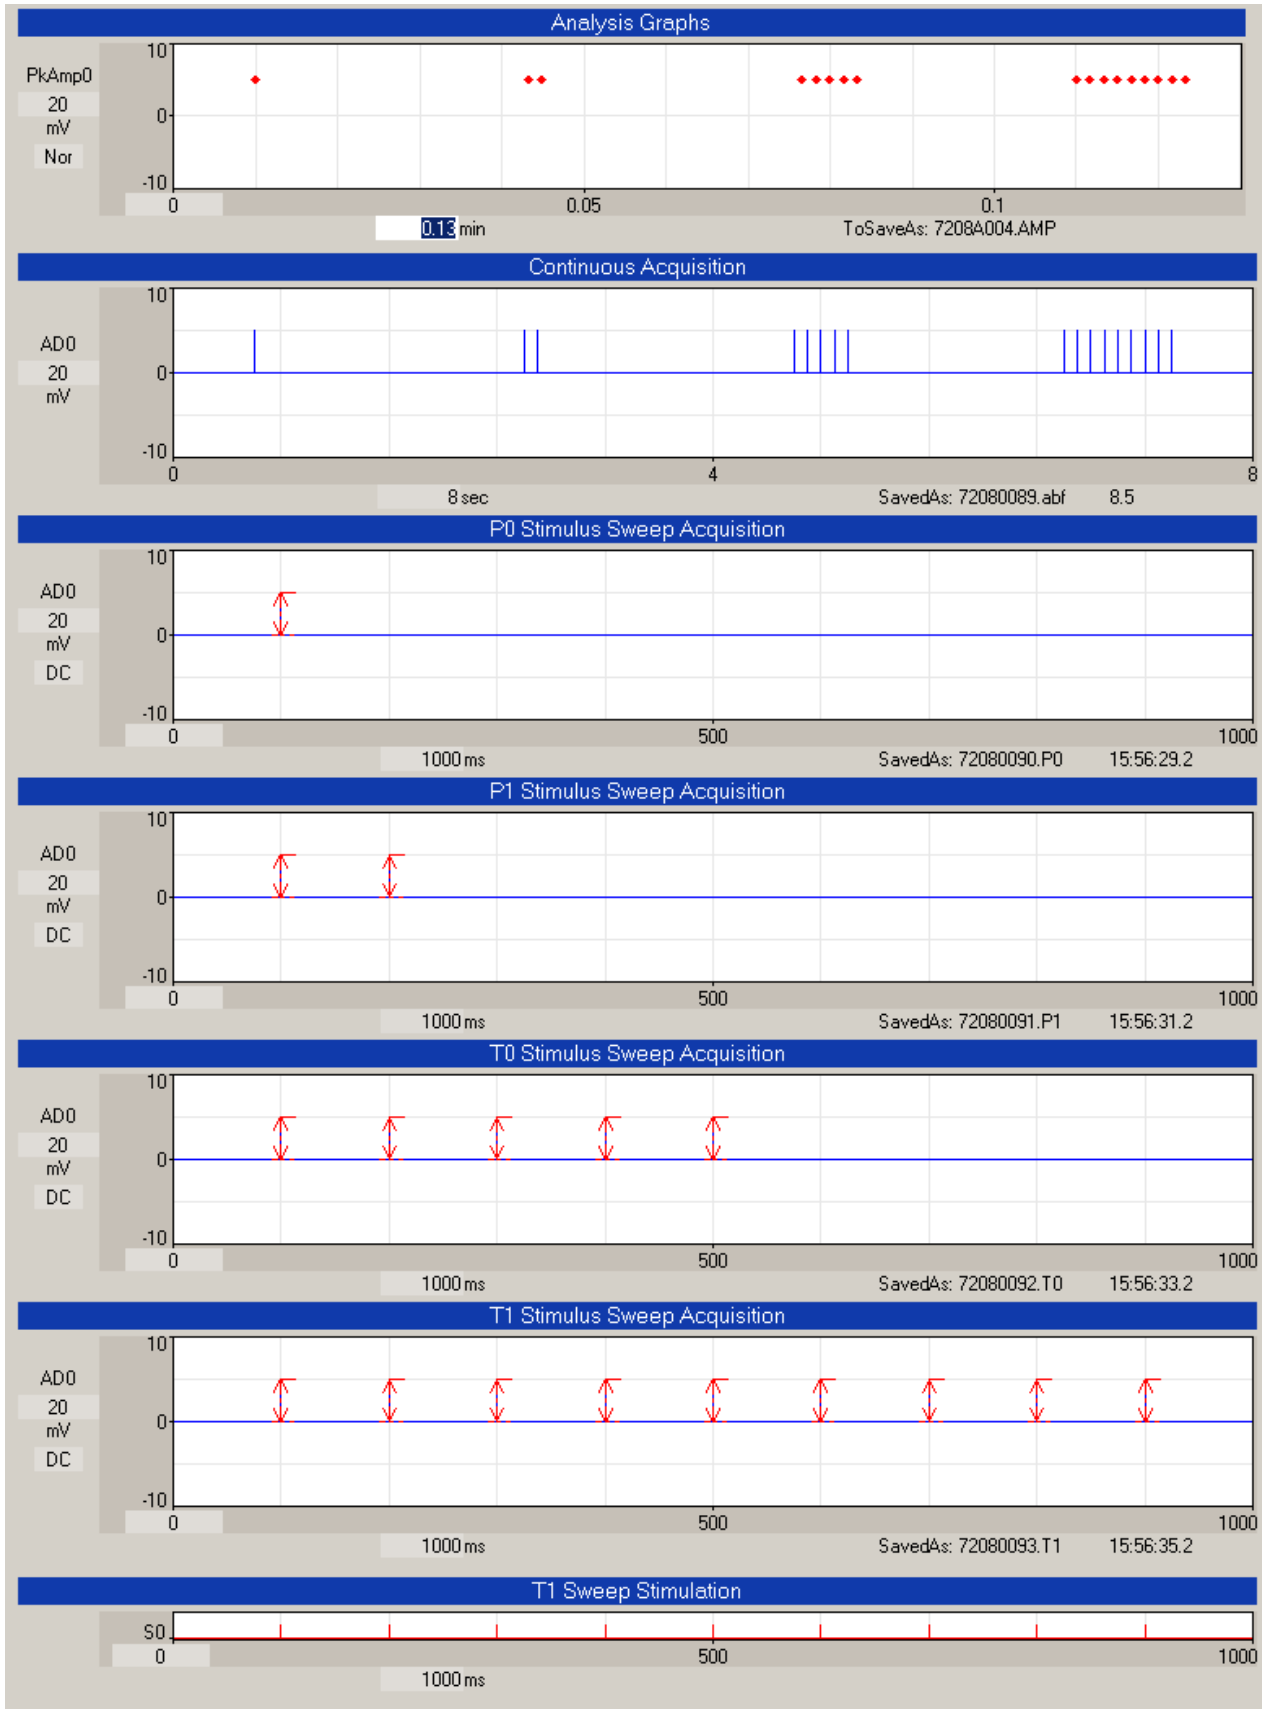 Analysis Graphs
10
PkAmp0
20
mV
Nor
0
-10
0 0.05 0.1
0.13 min ToSaveAs: 7208A004.AMP
Continuous Acquisition
10
AD0
20
mV
0
-10
0 4 8
8 sec SavedAs: 72080089.abf 8.5
P0 Stimulus Sweep Acquisition
10
AD0
20
mV
DC
0
-10
0 500 1000
1000 ms SavedAs: 72080090.P0 15:56:29.2
P1 Stimulus Sweep Acquisition
10
AD0
20
mV
DC
0
-10
0 500 1000
1000 ms SavedAs: 72080091.P1 15:56:31.2
T0 Stimulus Sweep Acquisition
10
AD0
20
mV
DC
0
-10
0 500 1000
1000 ms SavedAs: 72080092.T0 15:56:33.2
T1 Stimulus Sweep Acquisition
10
AD0
20
mV
DC
0
-10
0 500 1000
1000 ms SavedAs: 72080093.T1 15:56:35.2
T1 Sweep Stimulation
S0
0 500 1000
1000 ms